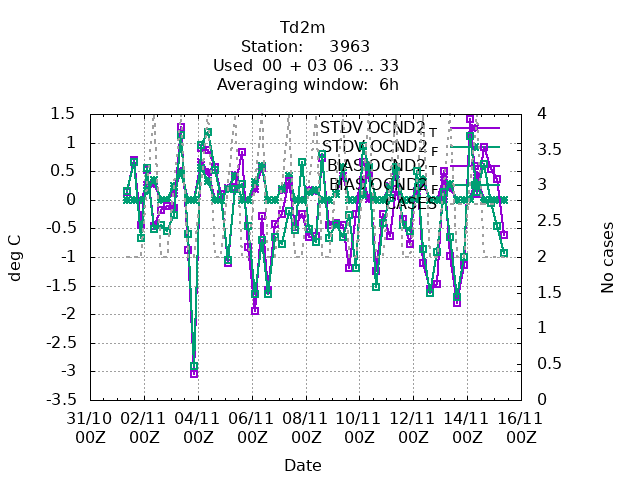 Td2m
Station: 3963
Used 00 + 03 06 ... 33
Averaging window: 6h
STDV OCND2 T
STDV OCND2 F
BIAS OCND2 T
BIAS OCND2 F
CASES
1.5
1
0.5
0
-0.5
-1
-1.5
-2
-2.5
-3
-3.5
deg C
4
3.5
3
2.5
2
1.5
1
0.5
0
No cases
31/10 02/11 04/11 06/11 08/11 10/11 12/11 14/11 16/11
00Z 00Z 00Z 00Z 00Z 00Z 00Z 00Z 00Z
Date